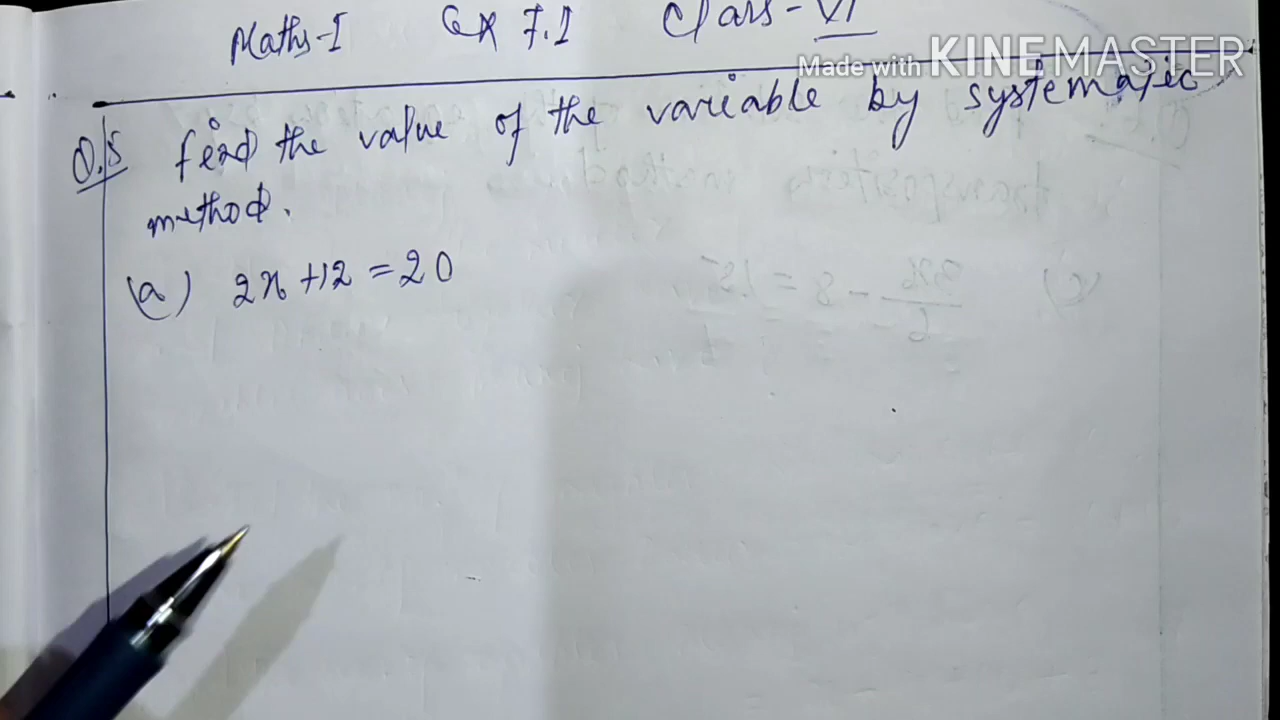 Maths-I Ex 7.1 Class-VI
Made with KINEMASTER
Q.5 find the value of the variable by systematic
method.
(a) 2x+12=20